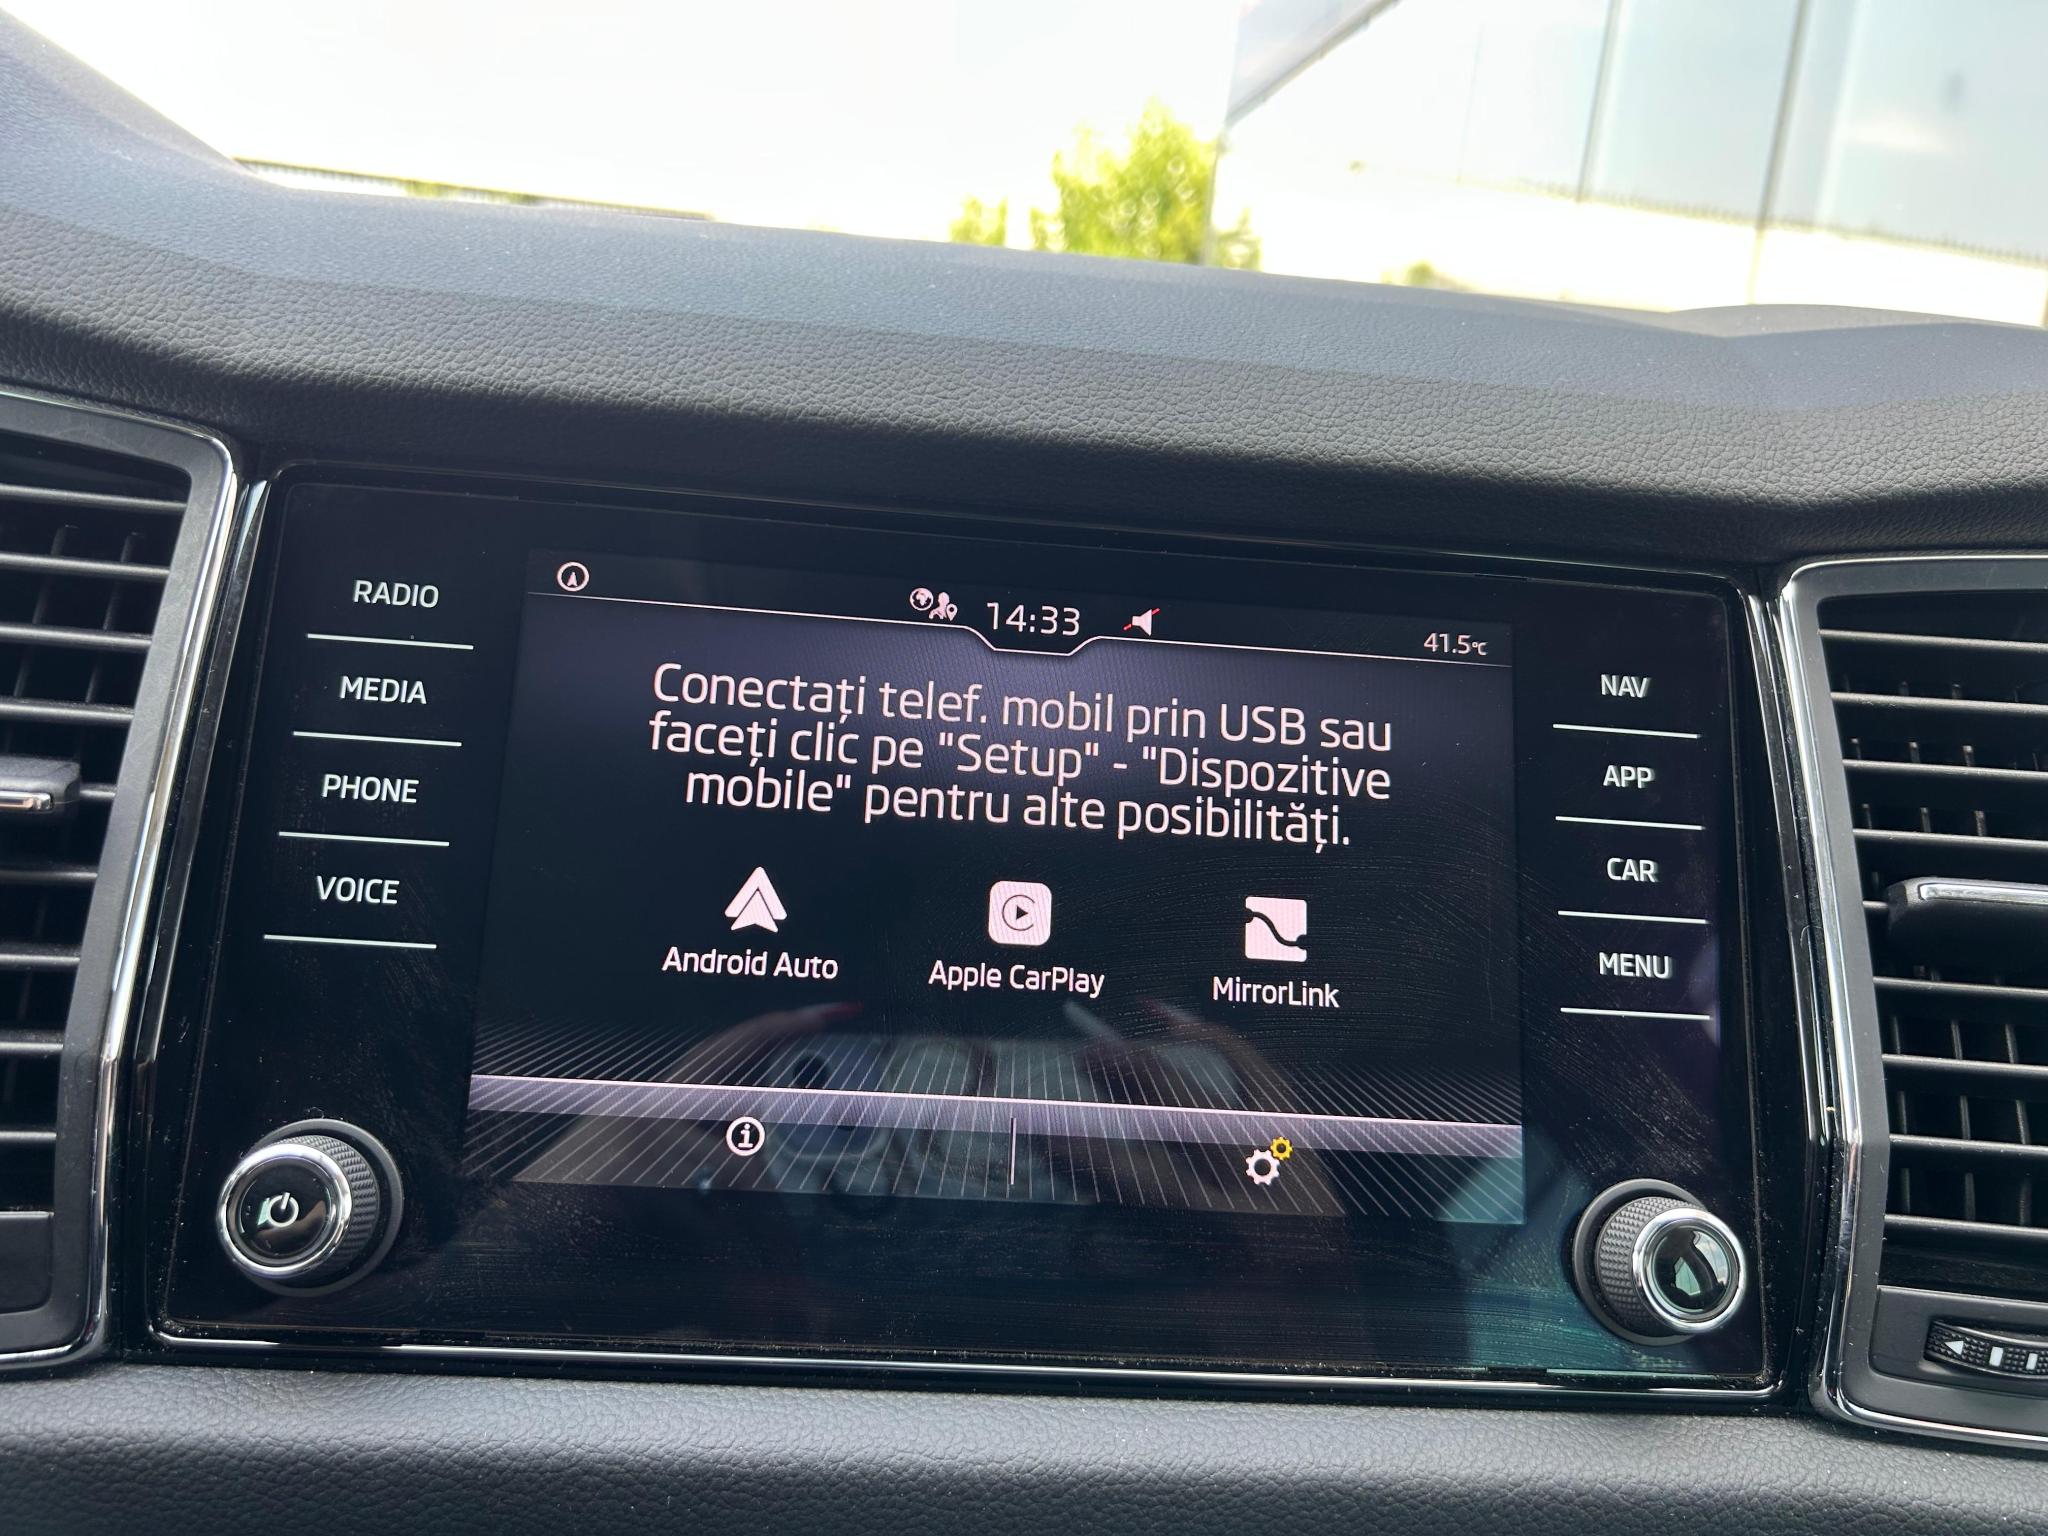 RADIO
MEDIA
PHONE
VOICE
14:33
41.5°C
Conectați telef. mobil prin USB sau
faceți clic pe "Setup" - "Dispozitive
mobile" pentru alte posibilități.
Android Auto
Apple CarPlay
MirrorLink
NAV
APP
CAR
MENU